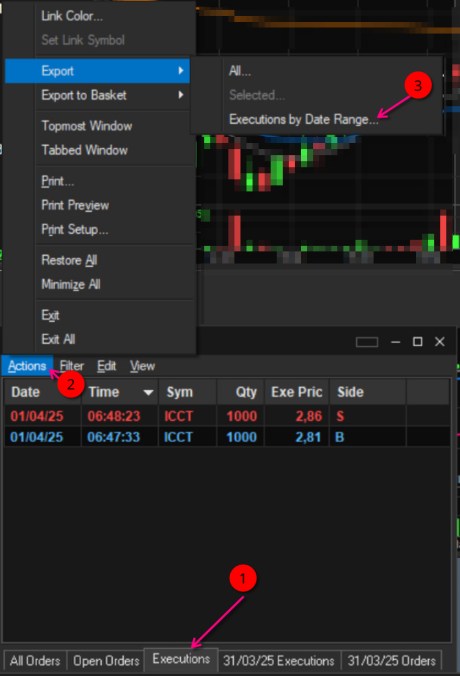 Link Color...
Set Link Symbol
Export
All...
Export to Basket
Selected...
3
Executions by Date Range...
Topmost Window
Tabbed Window
Print...
Print Preview
Print Setup...
Restore All
Minimize All
Exit
Exit All
Actions Filter Edit View
2
Date Time Sym Qty Exe Pric Side
01/04/25 06:48:23 ICCT 1000 2,86 S
01/04/25 06:47:33 ICCT 1000 2,81 B
1
All Orders Open Orders Executions 31/03/25 Executions 31/03/25 Orders